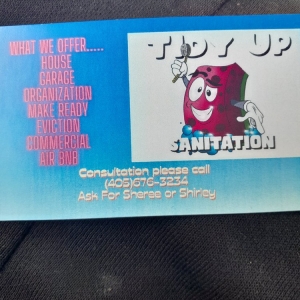 WHAT WE OFFER.....
HOUSE
GARAGE
ORGANIZATION
MAKE READY
EVICTION
COMMERCIAL
AIR BNB
TIDY UP
SANITATION
Consultation please call
(405)676-3234
Ask For Sheree or Shirley